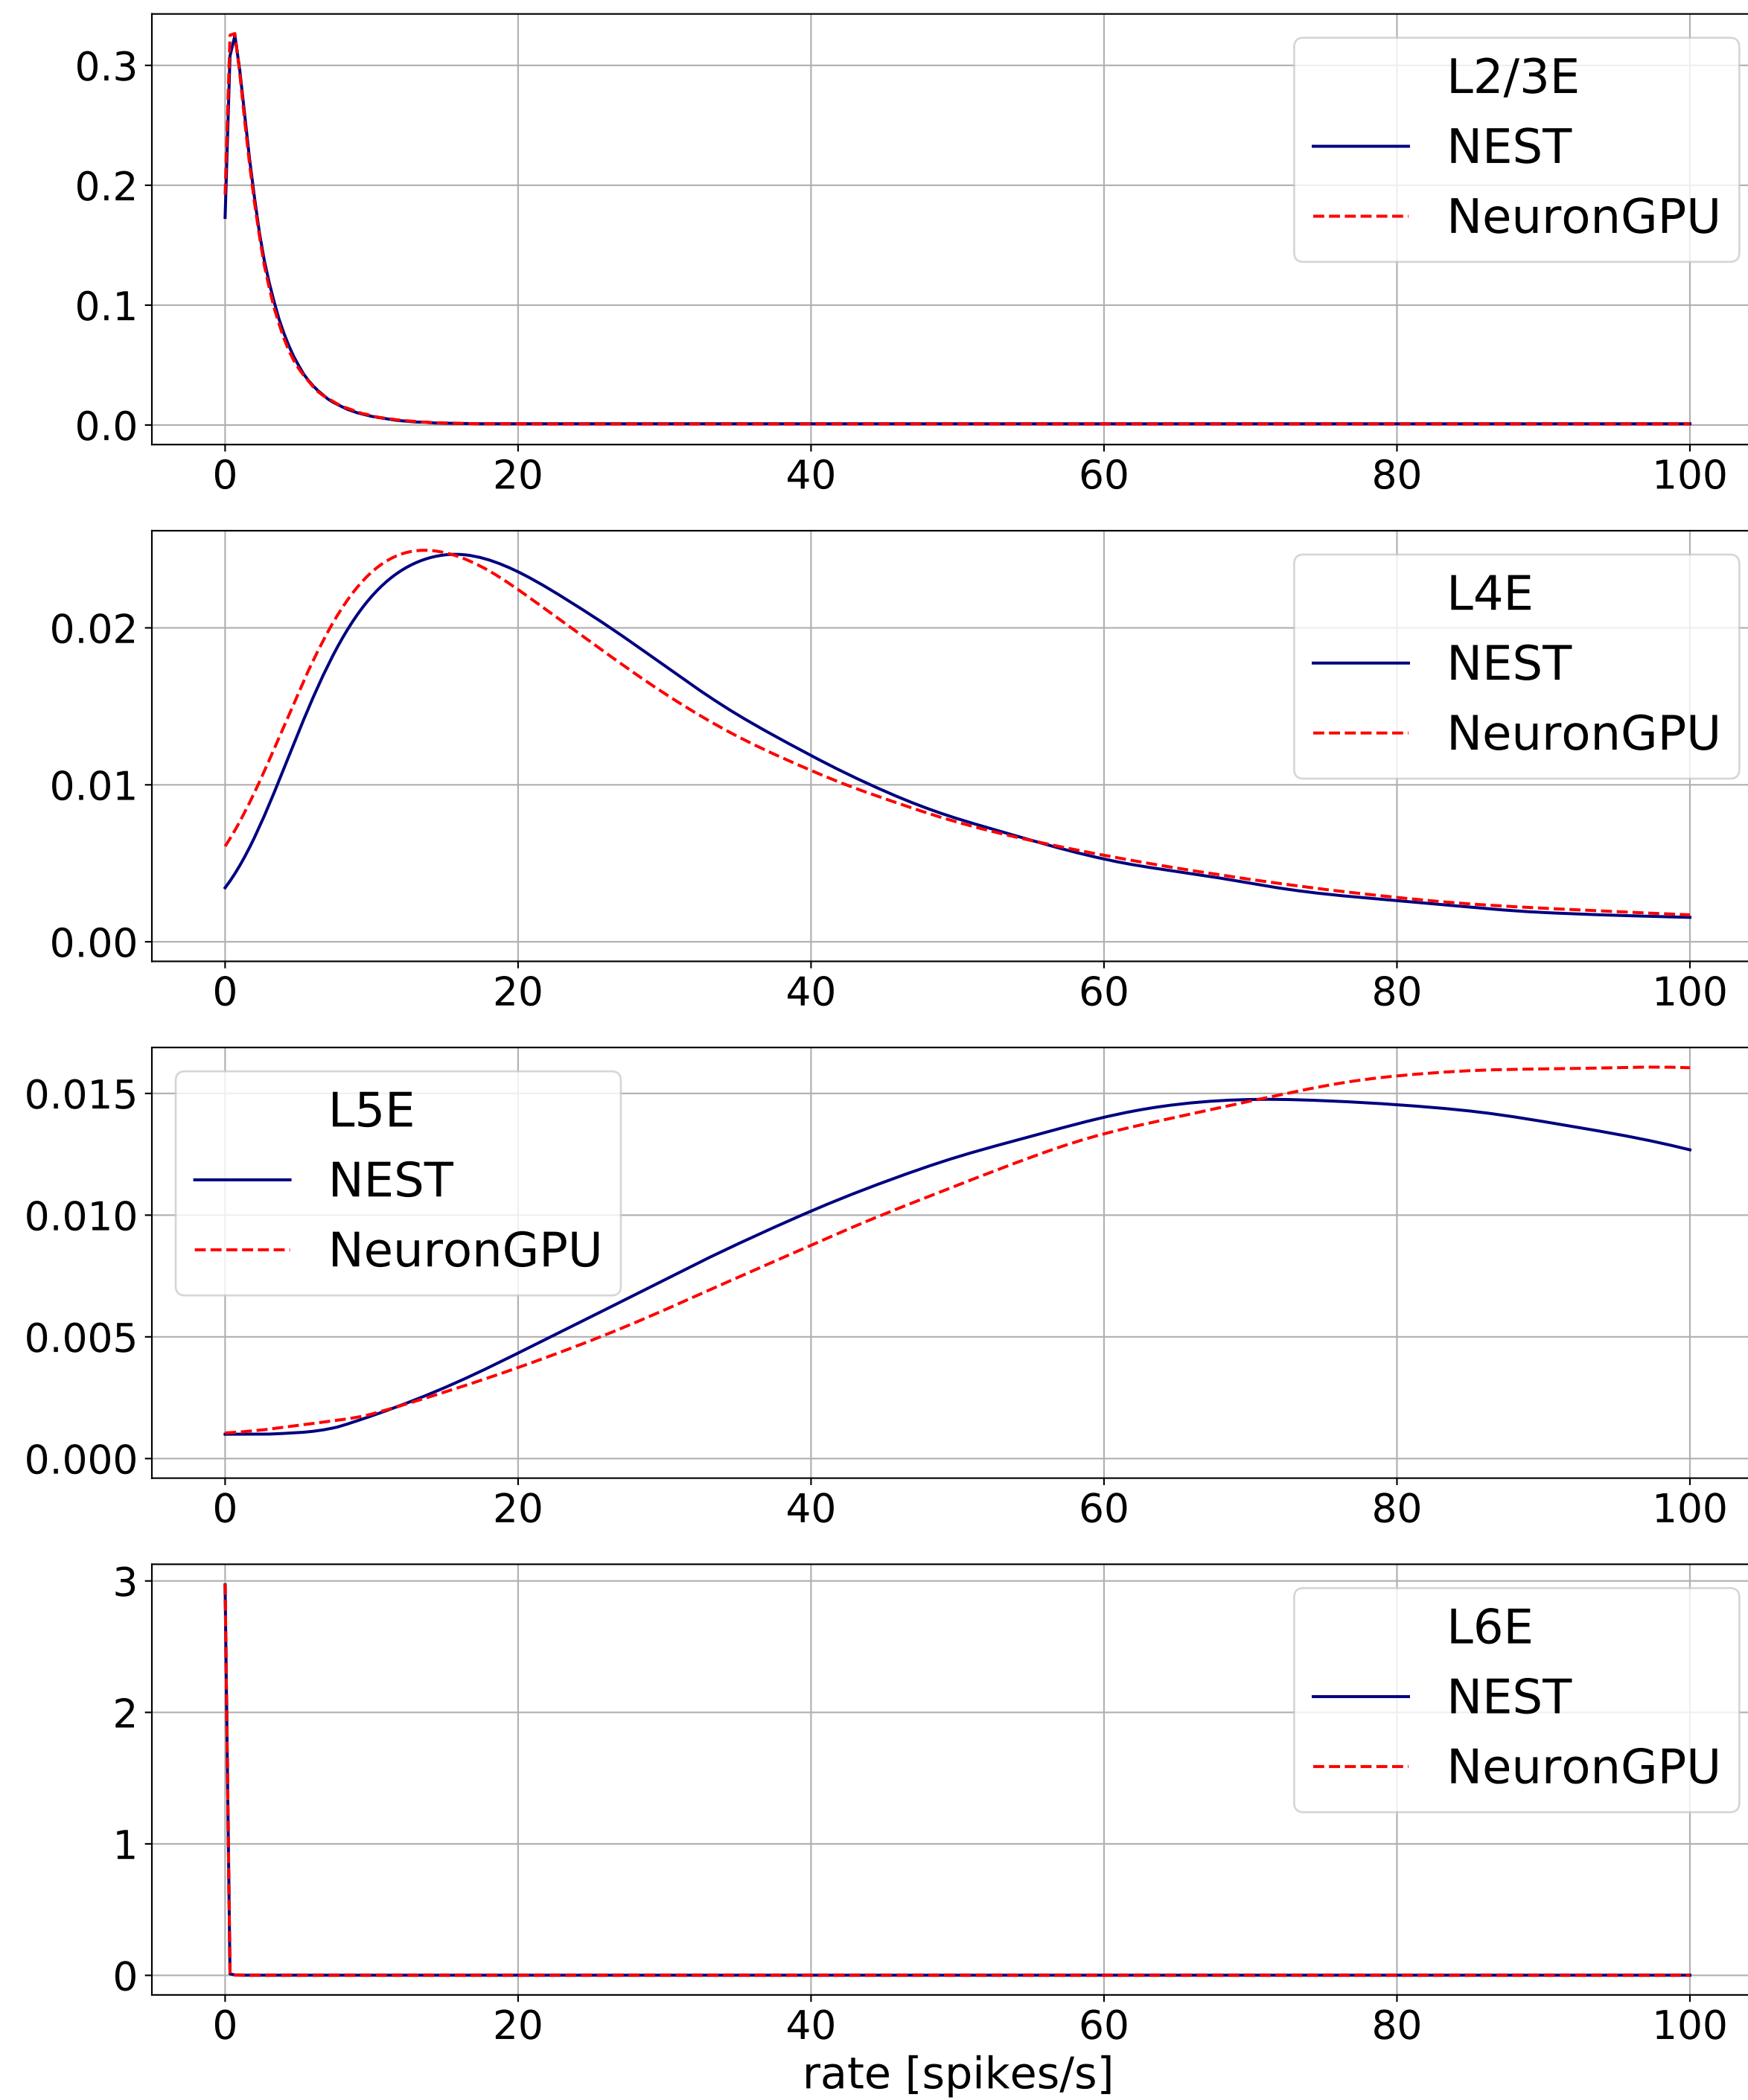 0.3
0.2
0.1
0.0
L2/3E
NEST
NeuronGPU
0 20 40 60 80 100
0.02
0.01
0.00
L4E
NEST
NeuronGPU
0 20 40 60 80 100
0.015
0.010
0.005
0.000
L5E
NEST
NeuronGPU
0 20 40 60 80 100
3
2
1
0
L6E
NEST
NeuronGPU
0 20 40 60 80 100
rate [spikes/s]